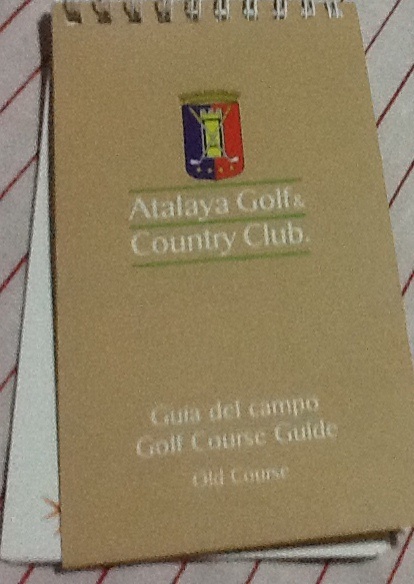 Atalaya Golf&
Country Club.
Guia del campo
Golf Course Guide
Old Course